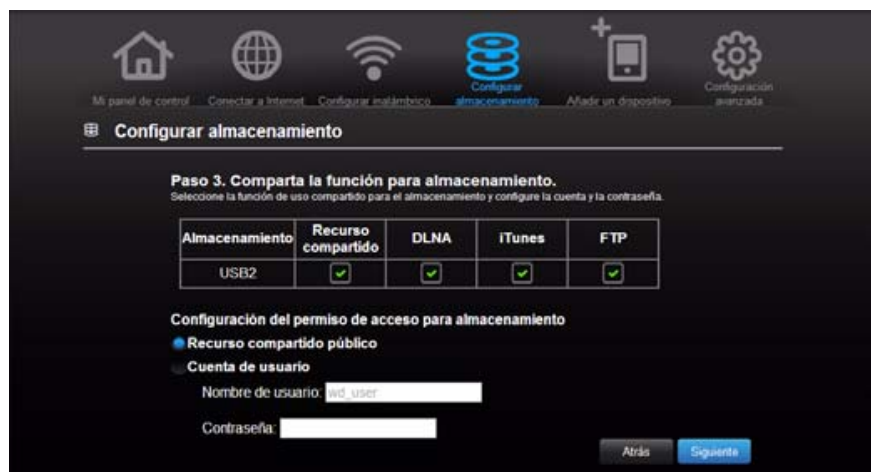 Mi panel de control
Conectar a Internet
Configurar inalámbrico
Configurar
almacenamiento
Añadir un dispositivo
Configuración
avanzada
Configurar almacenamiento
Paso 3. Comparta la función para almacenamiento.
Seleccione la función de uso compartido para el almacenamiento y configure la cuenta y la contraseña.
Almacenamiento
Recurso
compartido
DLNA
iTunes
FTP
USB2
Configuración del permiso de acceso para almacenamiento
Recurso compartido público
Cuenta de usuario
Nombre de usuario: wd_user
Contraseña:
Atrás
Siguiente